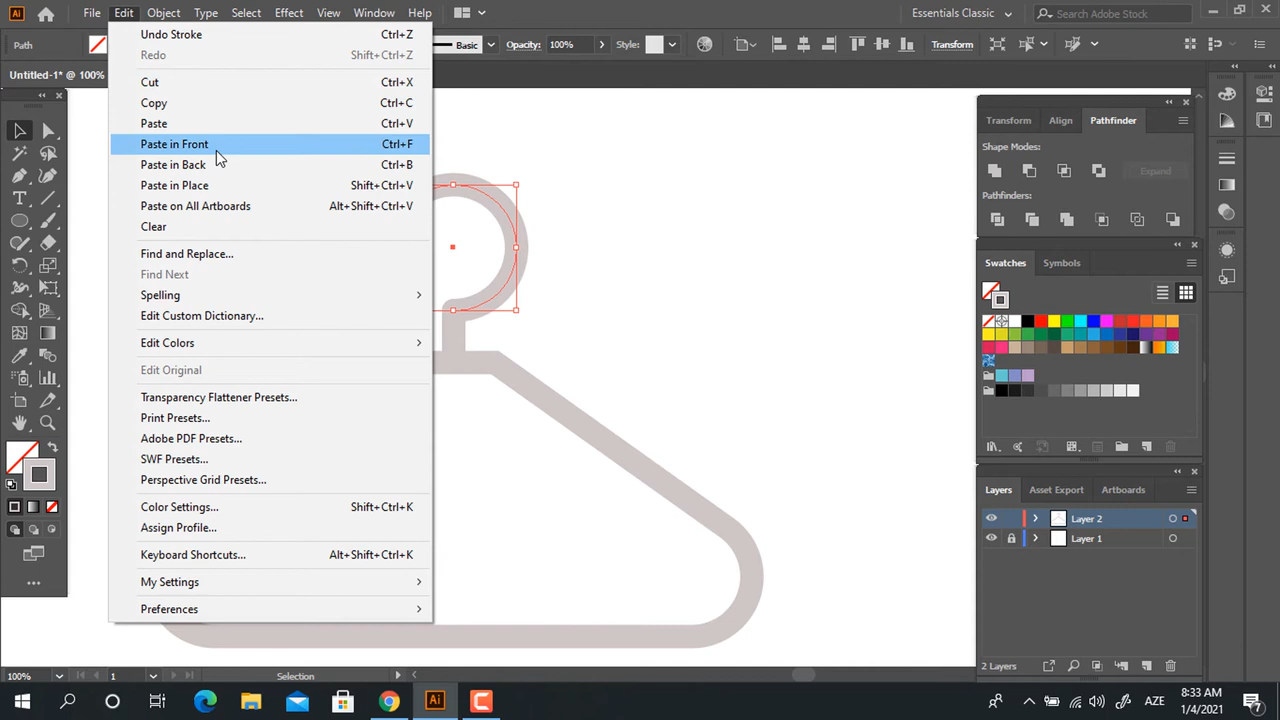 Ai File Edit Object Type Select Effect View Window Help Essentials Classic Search Adobe Stock
Path Basic Opacity: 100% Style: Transform
Untitled-1* @ 100%
Undo Stroke Ctrl+Z
Redo Shift+Ctrl+Z
Cut Ctrl+X
Copy Ctrl+C
Paste Ctrl+V
Paste in Front Ctrl+F
Paste in Back Ctrl+B
Paste in Place Shift+Ctrl+V
Paste on All Artboards Alt+Shift+Ctrl+V
Clear
Find and Replace...
Find Next
Spelling
Edit Custom Dictionary...
Edit Colors
Edit Original
Transparency Flattener Presets...
Print Presets...
Adobe PDF Presets...
SWF Presets...
Perspective Grid Presets...
Color Settings... Shift+Ctrl+K
Assign Profile...
Keyboard Shortcuts... Alt+Shift+Ctrl+K
My Settings
Preferences
Transform Align Pathfinder
Shape Modes:
Expand
Pathfinders:
Swatches Symbols
Layers Asset Export Artboards
Layer 2
Layer 1
2 Layers
100% 1 Selection
Ai AZE 8:33 AM
1/4/2021 7